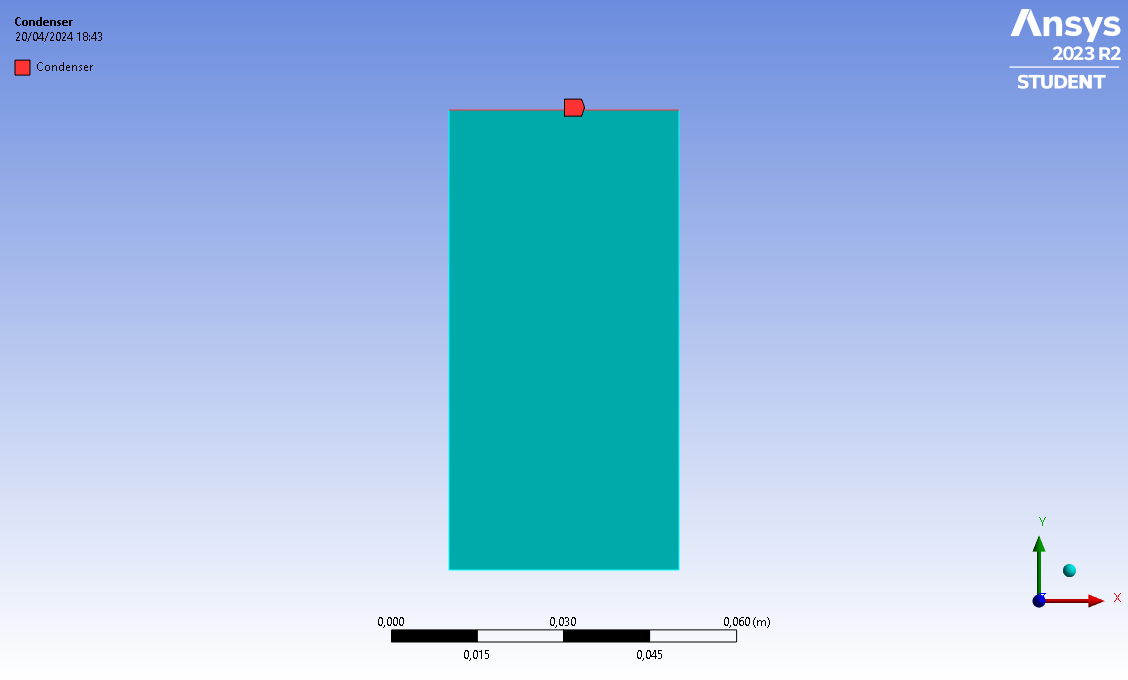 Condenser
20/04/2024 18:43
Condenser
Ansys
2023 R2
STUDENT
Y
Z
X
0,000 0,030 0,060 (m)
0,015 0,045